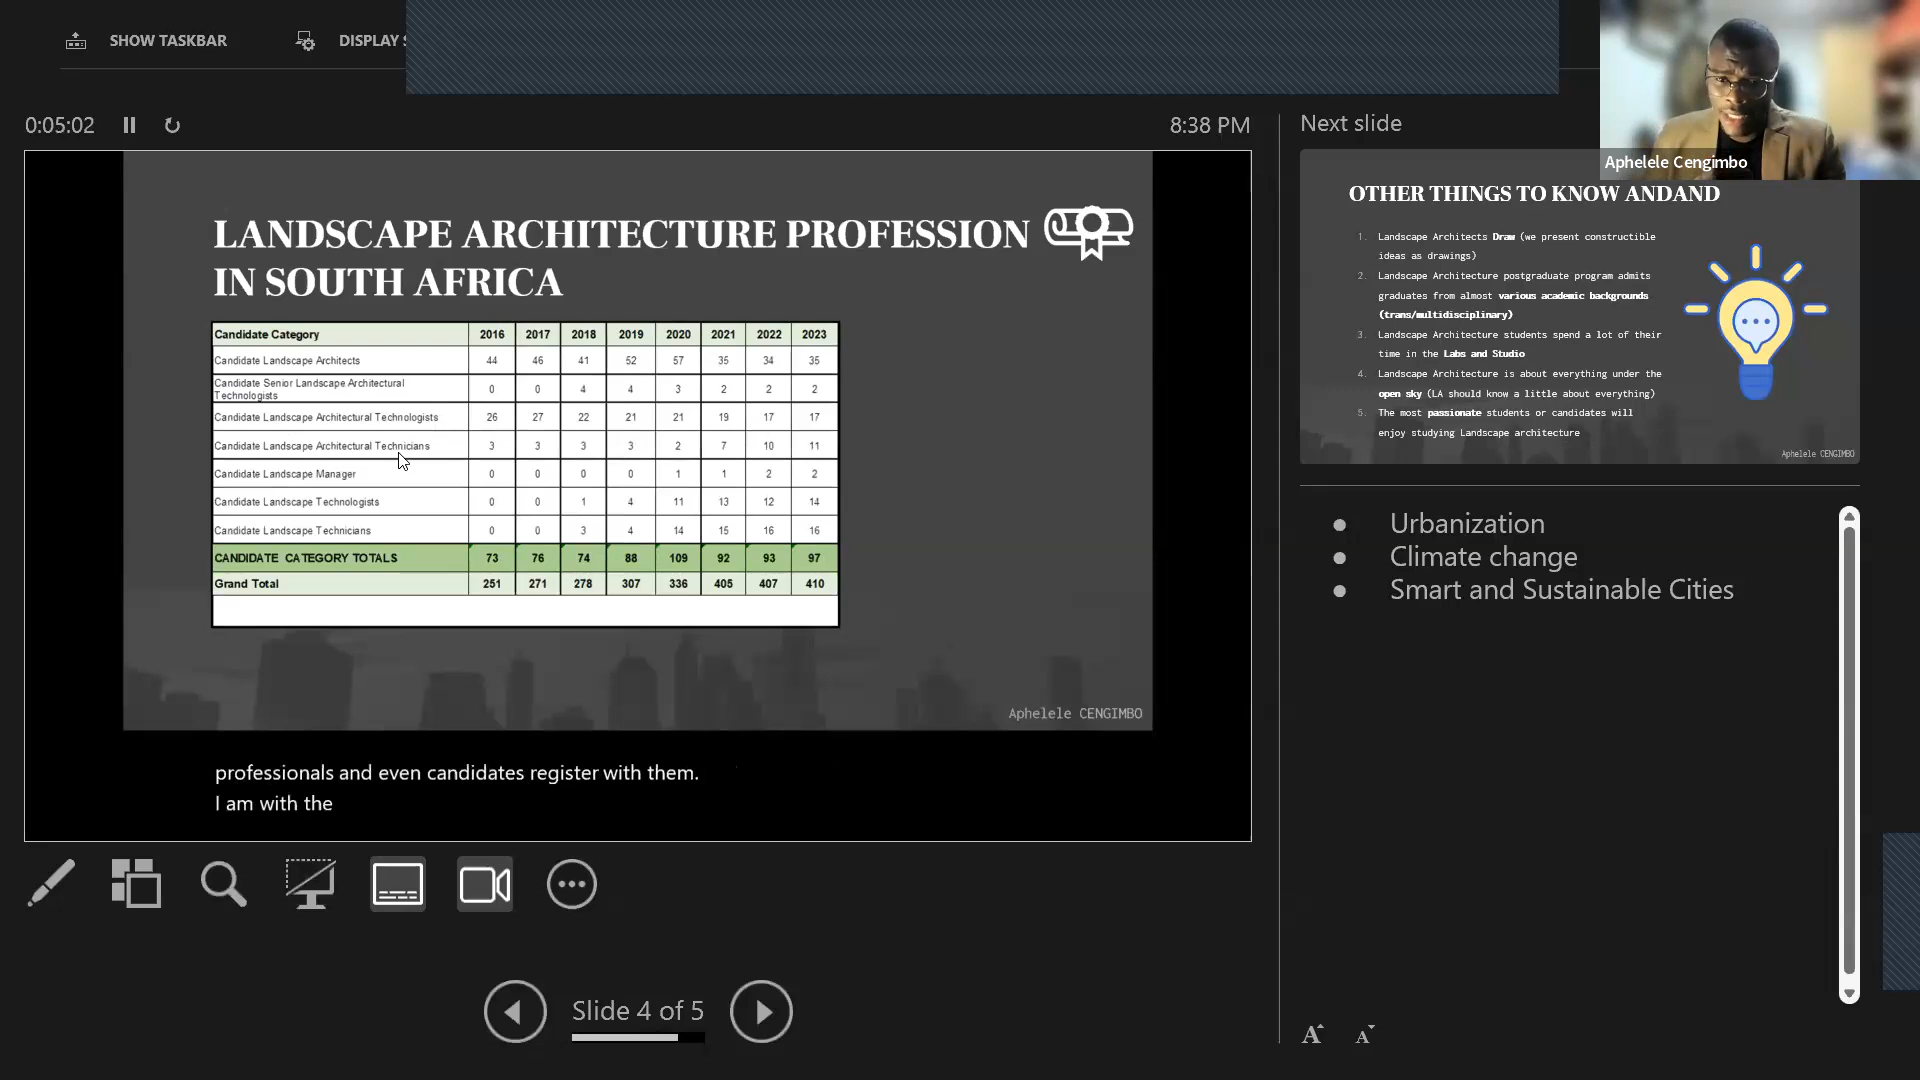 SHOW TASKBAR
DISPLAY S
0:05:02
8:38 PM
Next slide
Aphelele Cengimbo
LANDSCAPE ARCHITECTURE PROFESSION
IN SOUTH AFRICA
Candidate Category 2016 2017 2018 2019 2020 2021 2022 2023
Candidate Landscape Architects 44 46 41 52 57 35 34 35
Candidate Senior Landscape Architectural
Technologists 0 0 4 4 3 2 2 2
Candidate Landscape Architectural Technologists 26 27 22 21 21 19 17 17
Candidate Landscape Architectural Technicians 3 3 3 3 2 7 10 11
Candidate Landscape Manager 0 0 0 0 1 1 2 2
Candidate Landscape Technologists 0 0 1 4 11 13 12 14
Candidate Landscape Technicians 0 0 3 4 14 15 16 16
CANDIDATE CATEGORY TOTALS 73 76 74 88 109 92 93 97
Grand Total 251 271 278 307 336 405 407 410
Aphelele CENGIMBO
professionals and even candidates register with them.
I am with the
Slide 4 of 5
OTHER THINGS TO KNOW ANDAND
1. Landscape Architects Draw (we present constructible
ideas as drawings)
2. Landscape Architecture postgraduate program admits
graduates from almost various academic backgrounds
(trans/multidisciplinary)
3. Landscape Architecture students spend a lot of their
time in the Labs and Studio
4. Landscape Architecture is about everything under the
open sky (LA should know a little about everything)
5. The most passionate students or candidates will
enjoy studying Landscape architecture
Aphelele CENGIMBO
● Urbanization
● Climate change
● Smart and Sustainable Cities
A A